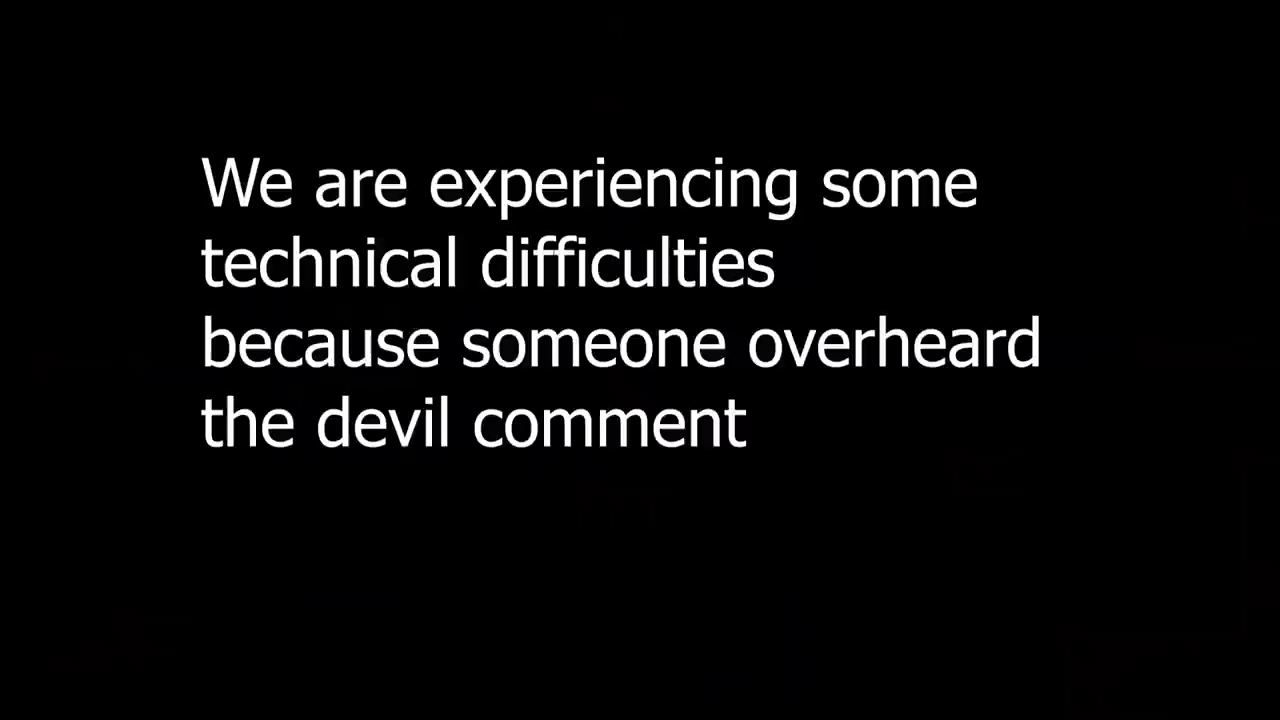 We are experiencing some
technical difficulties
because someone overheard
the devil comment